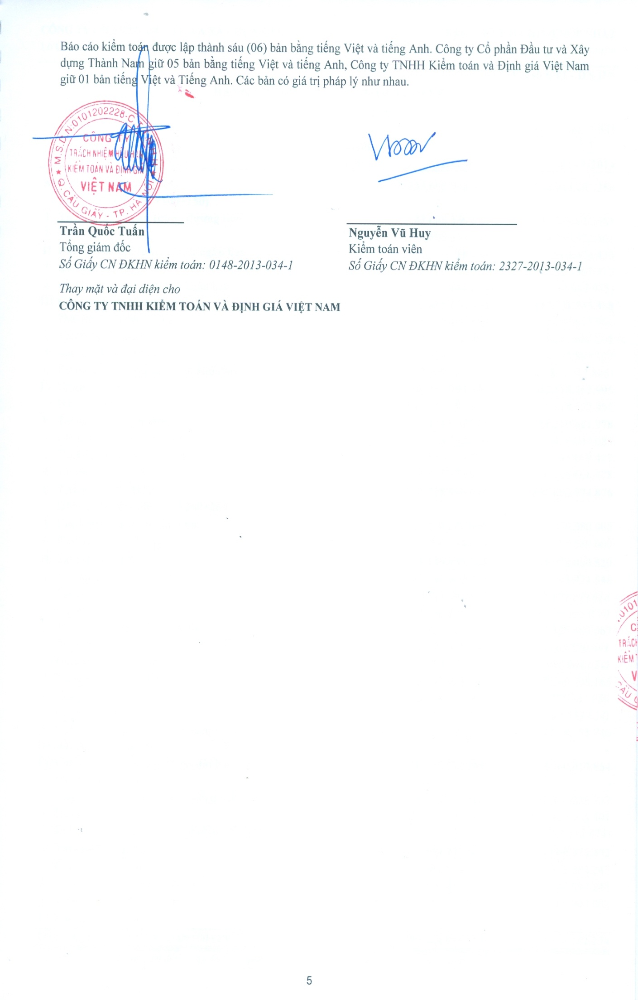 Báo cáo kiểm toán được lập thành sáu (06) bản bằng tiếng Việt và tiếng Anh. Công ty Cổ phần Đầu tư và Xây
dựng Thành Nam giữ 05 bản bằng tiếng Việt và tiếng Anh, Công ty TNHH Kiểm toán và Định giá Việt Nam
giữ 01 bản tiếng Việt và Tiếng Anh. Các bản có giá trị pháp lý như nhau.
M.S.D.N:0101202228-C.T.
CÔNG TY
TRÁCH NHIỆM HỮU HẠN
KIỂM TOÁN VÀ ĐỊNH GIÁ
VIỆT NAM
Q. CẦU GIẤY - TP. HÀ NỘI
Trần Quốc Tuấn
Tổng giám đốc
Số Giấy CN ĐKHN kiểm toán: 0148-2013-034-1
Nguyễn Vũ Huy
Kiểm toán viên
Số Giấy CN ĐKHN kiểm toán: 2327-2013-034-1
Thay mặt và đại diện cho
CÔNG TY TNHH KIỂM TOÁN VÀ ĐỊNH GIÁ VIỆT NAM
0101
C
TRÁCH
KIỂM T
V
CẦU G
5